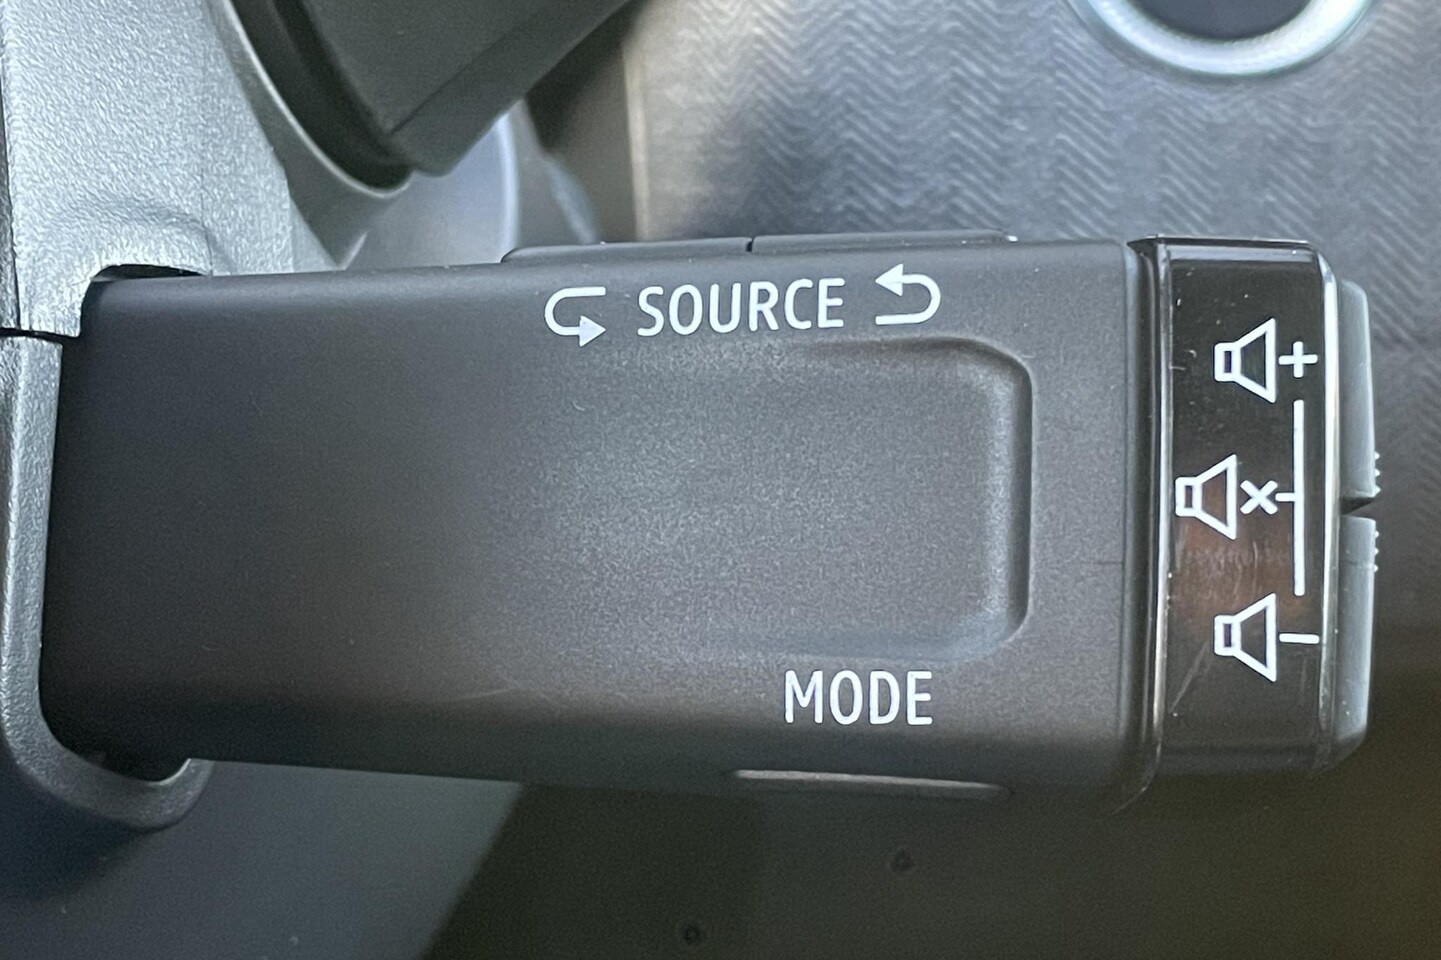 SOURCE
+
×
–
MODE